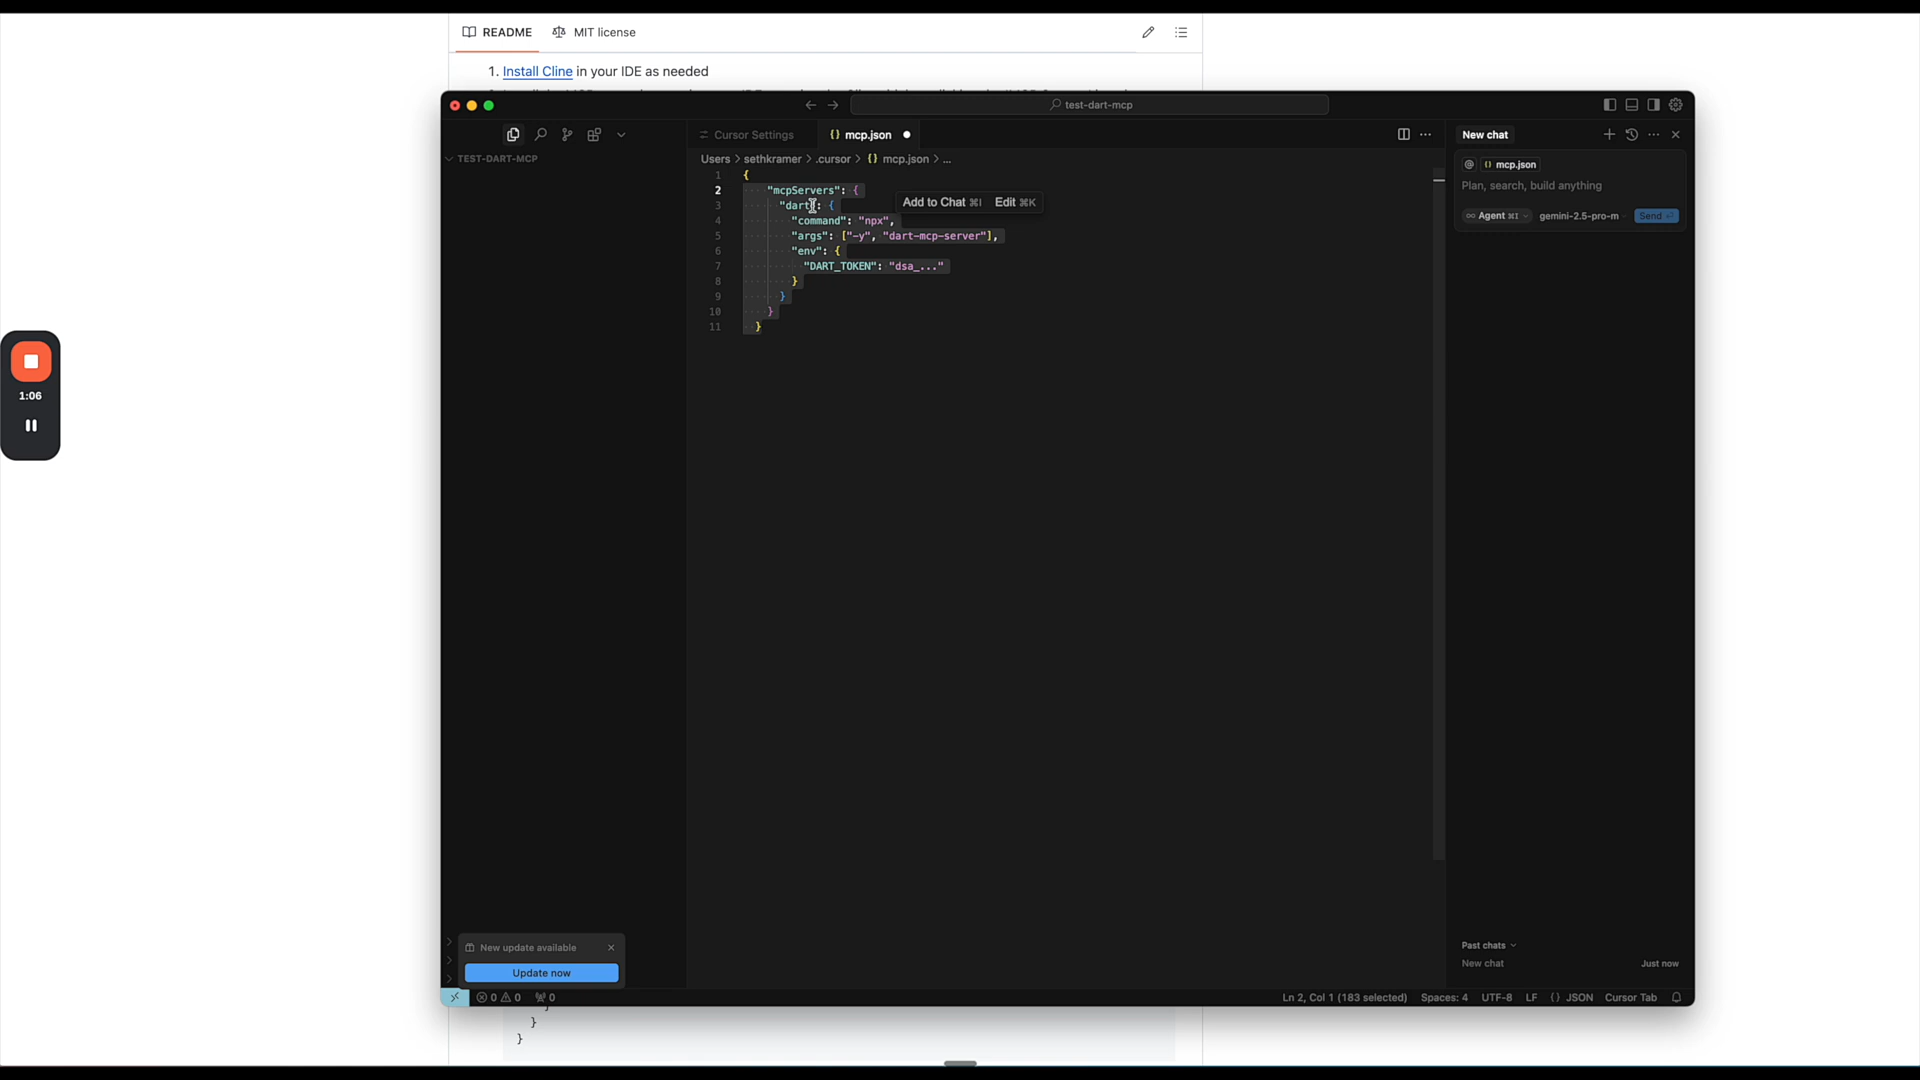 README MIT license
1. Install Cline in your IDE as needed
test-dart-mcp
Cursor Settings
{} mcp.json
TEST-DART-MCP
Users > sethkramer > .cursor > {} mcp.json > ...
1 {
2 "mcpServers": {
3 "dart": {
4 "command": "npx",
5 "args": ["-y", "dart-mcp-server"],
6 "env": {
7 "DART_TOKEN": "dsa_..."
8 }
9 }
10 }
11 }
Add to Chat ⌘I Edit ⌘K
New chat
@ {} mcp.json
Plan, search, build anything
∞ Agent ⌘I gemini-2.5-pro-m Send ⏎
1:06
New update available
Update now
Past chats
New chat Just now
0 0 0
Ln 2, Col 1 (183 selected) Spaces: 4 UTF-8 LF {} JSON Cursor Tab
}
}